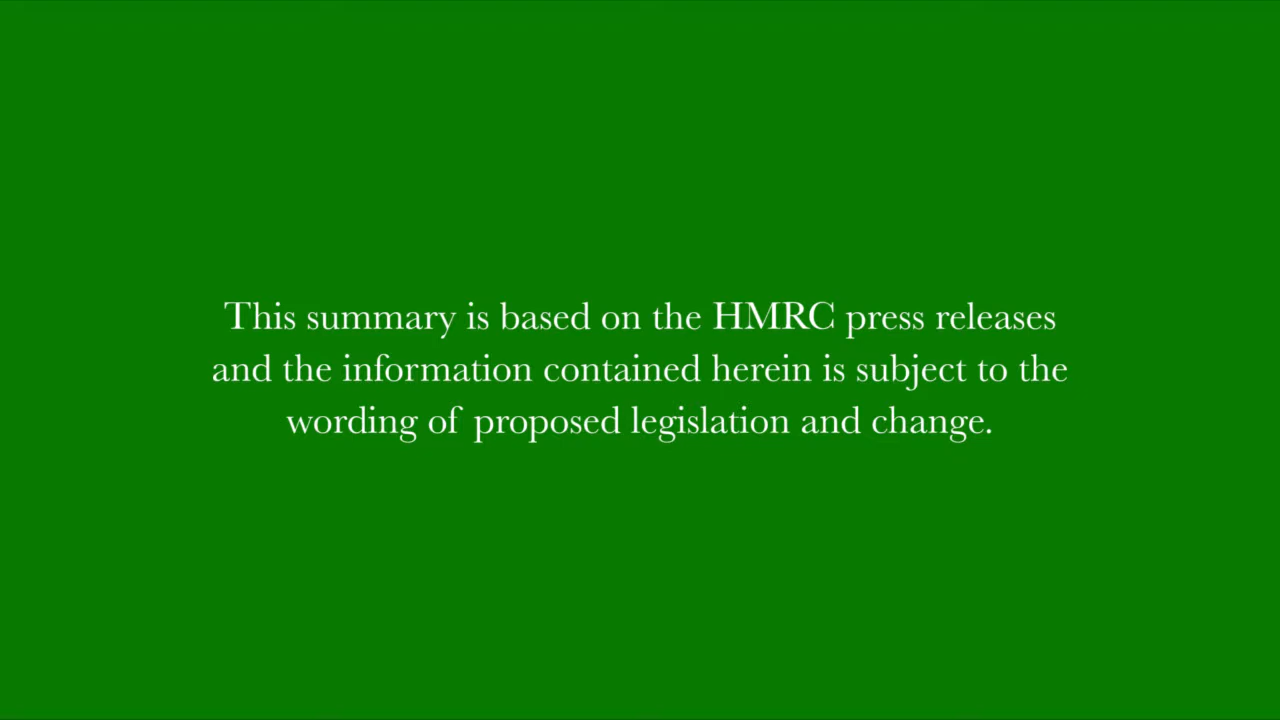 This summary is based on the HMRC press releases
and the information contained herein is subject to the
wording of proposed legislation and change.